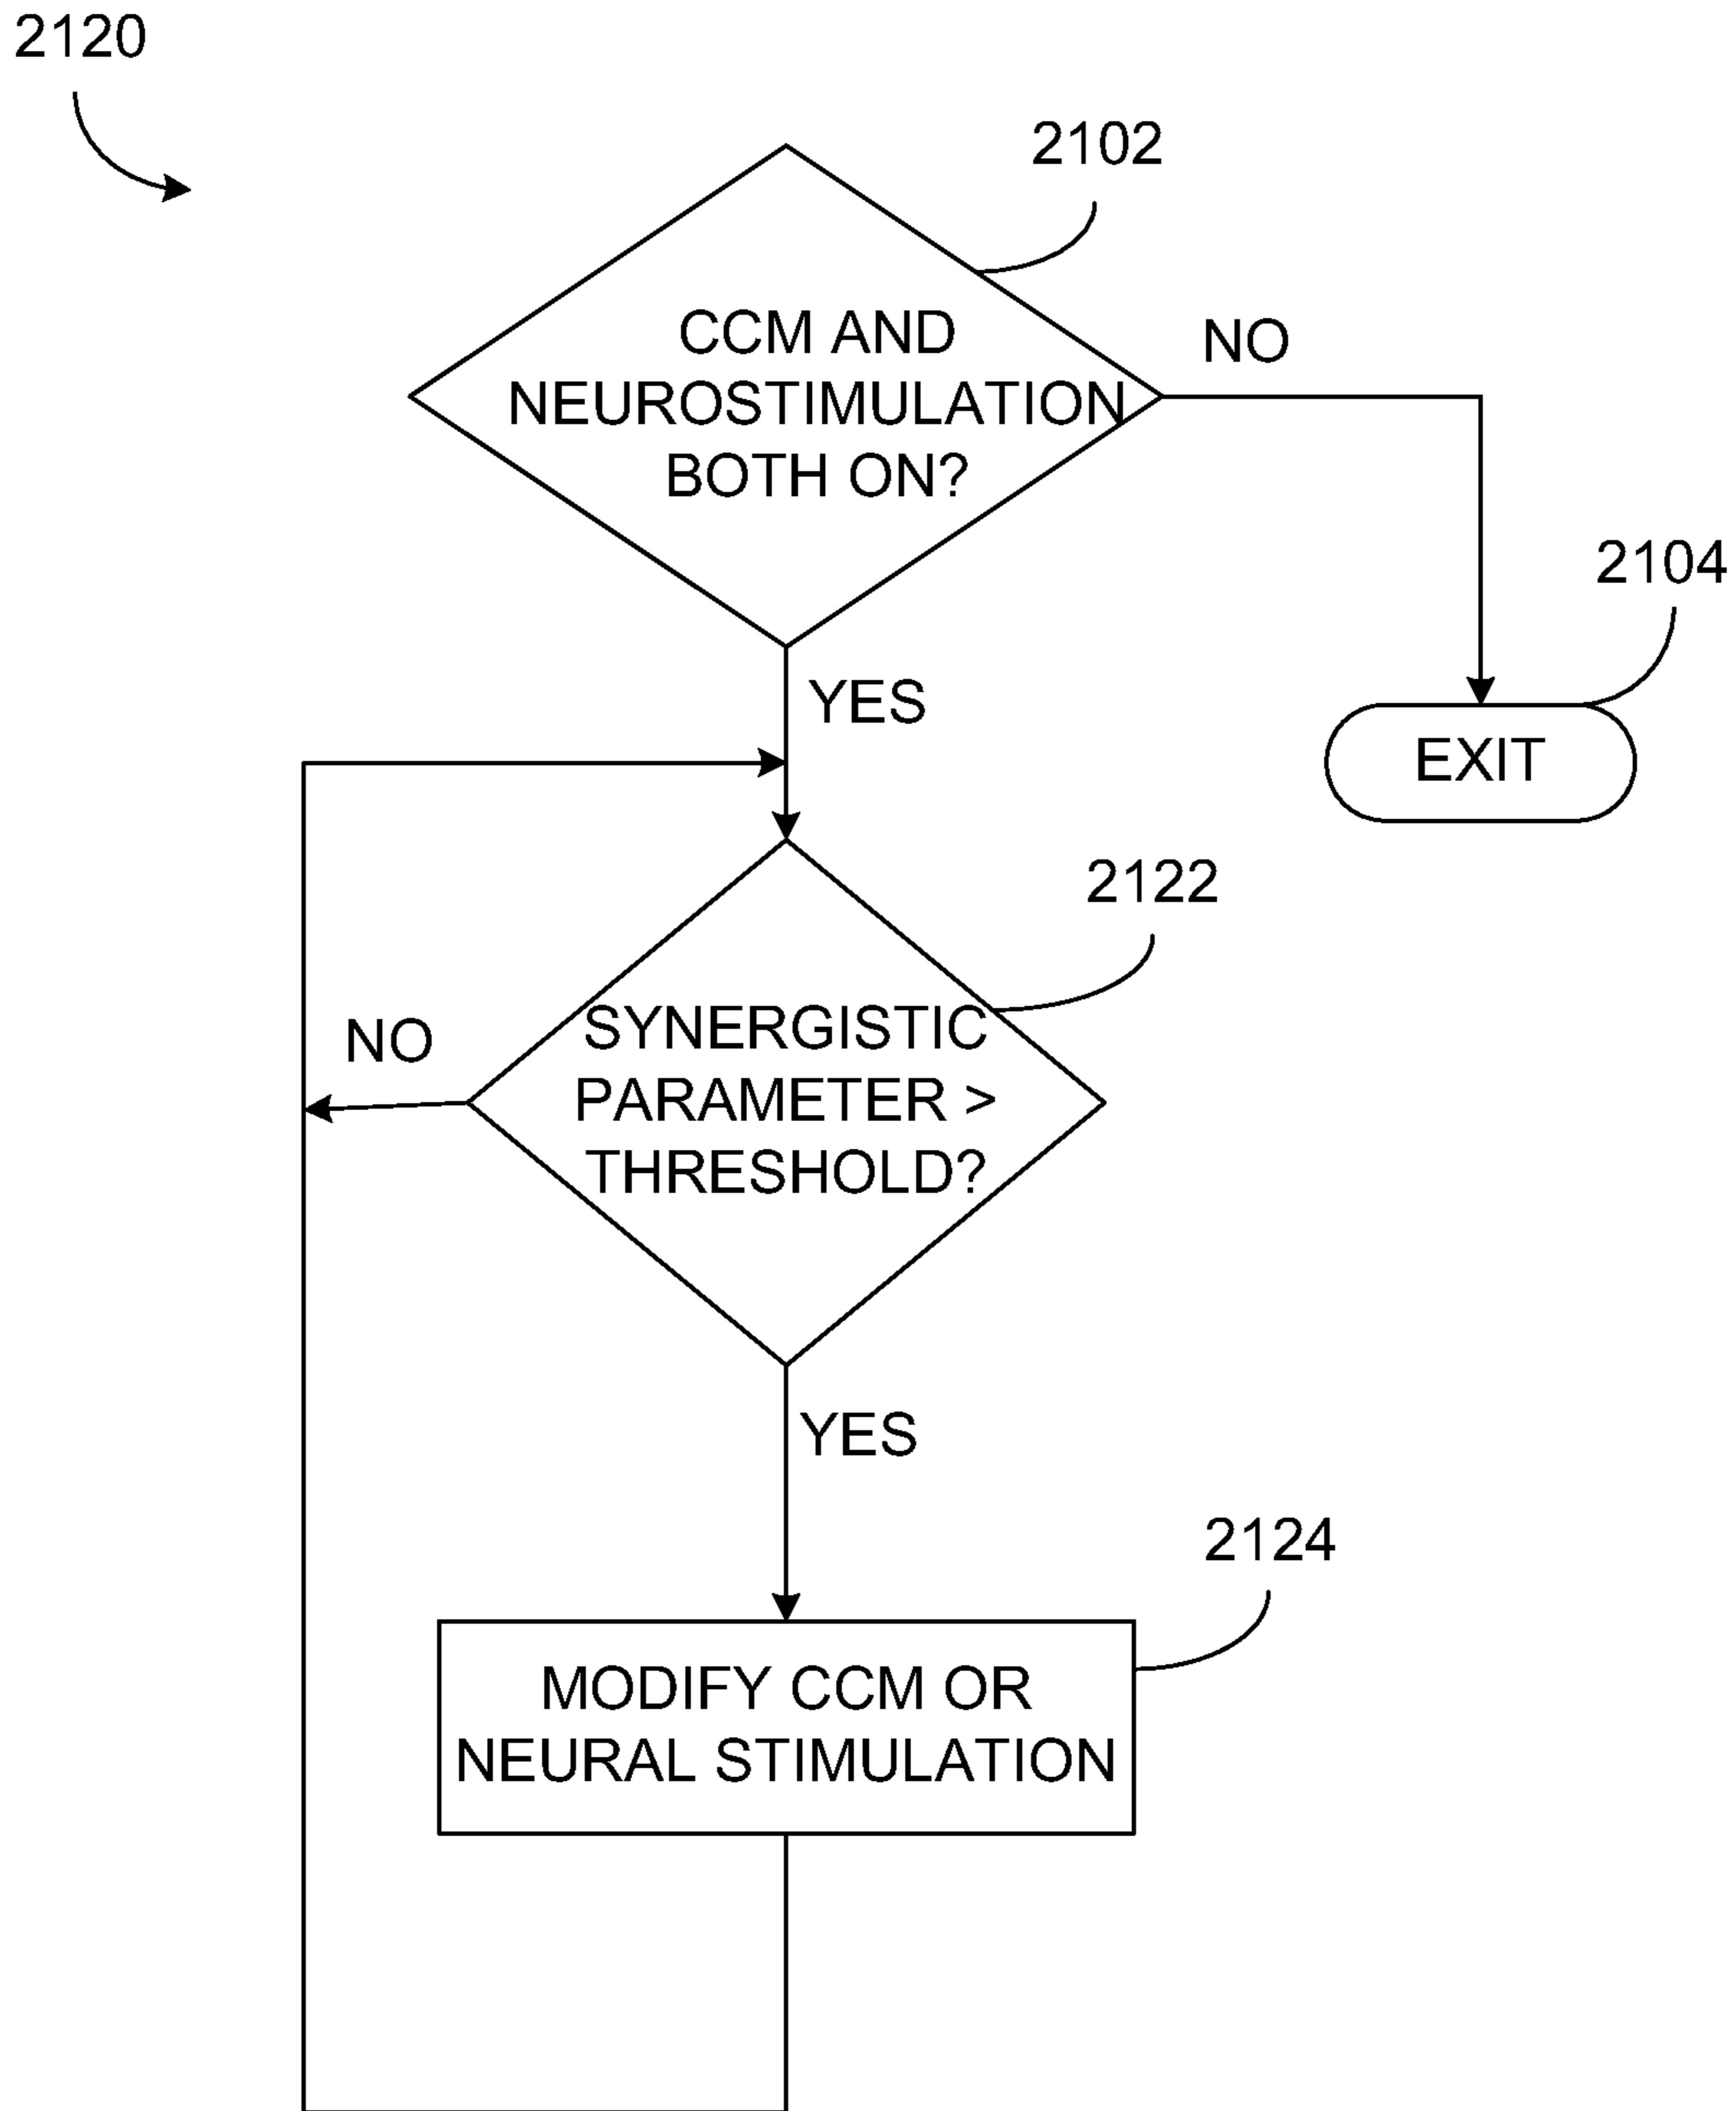 2120
2102
CCM AND
NEUROSTIMULATION
BOTH ON?
NO
2104
YES
EXIT
2122
NO
SYNERGISTIC
PARAMETER >
THRESHOLD?
YES
2124
MODIFY CCM OR
NEURAL STIMULATION